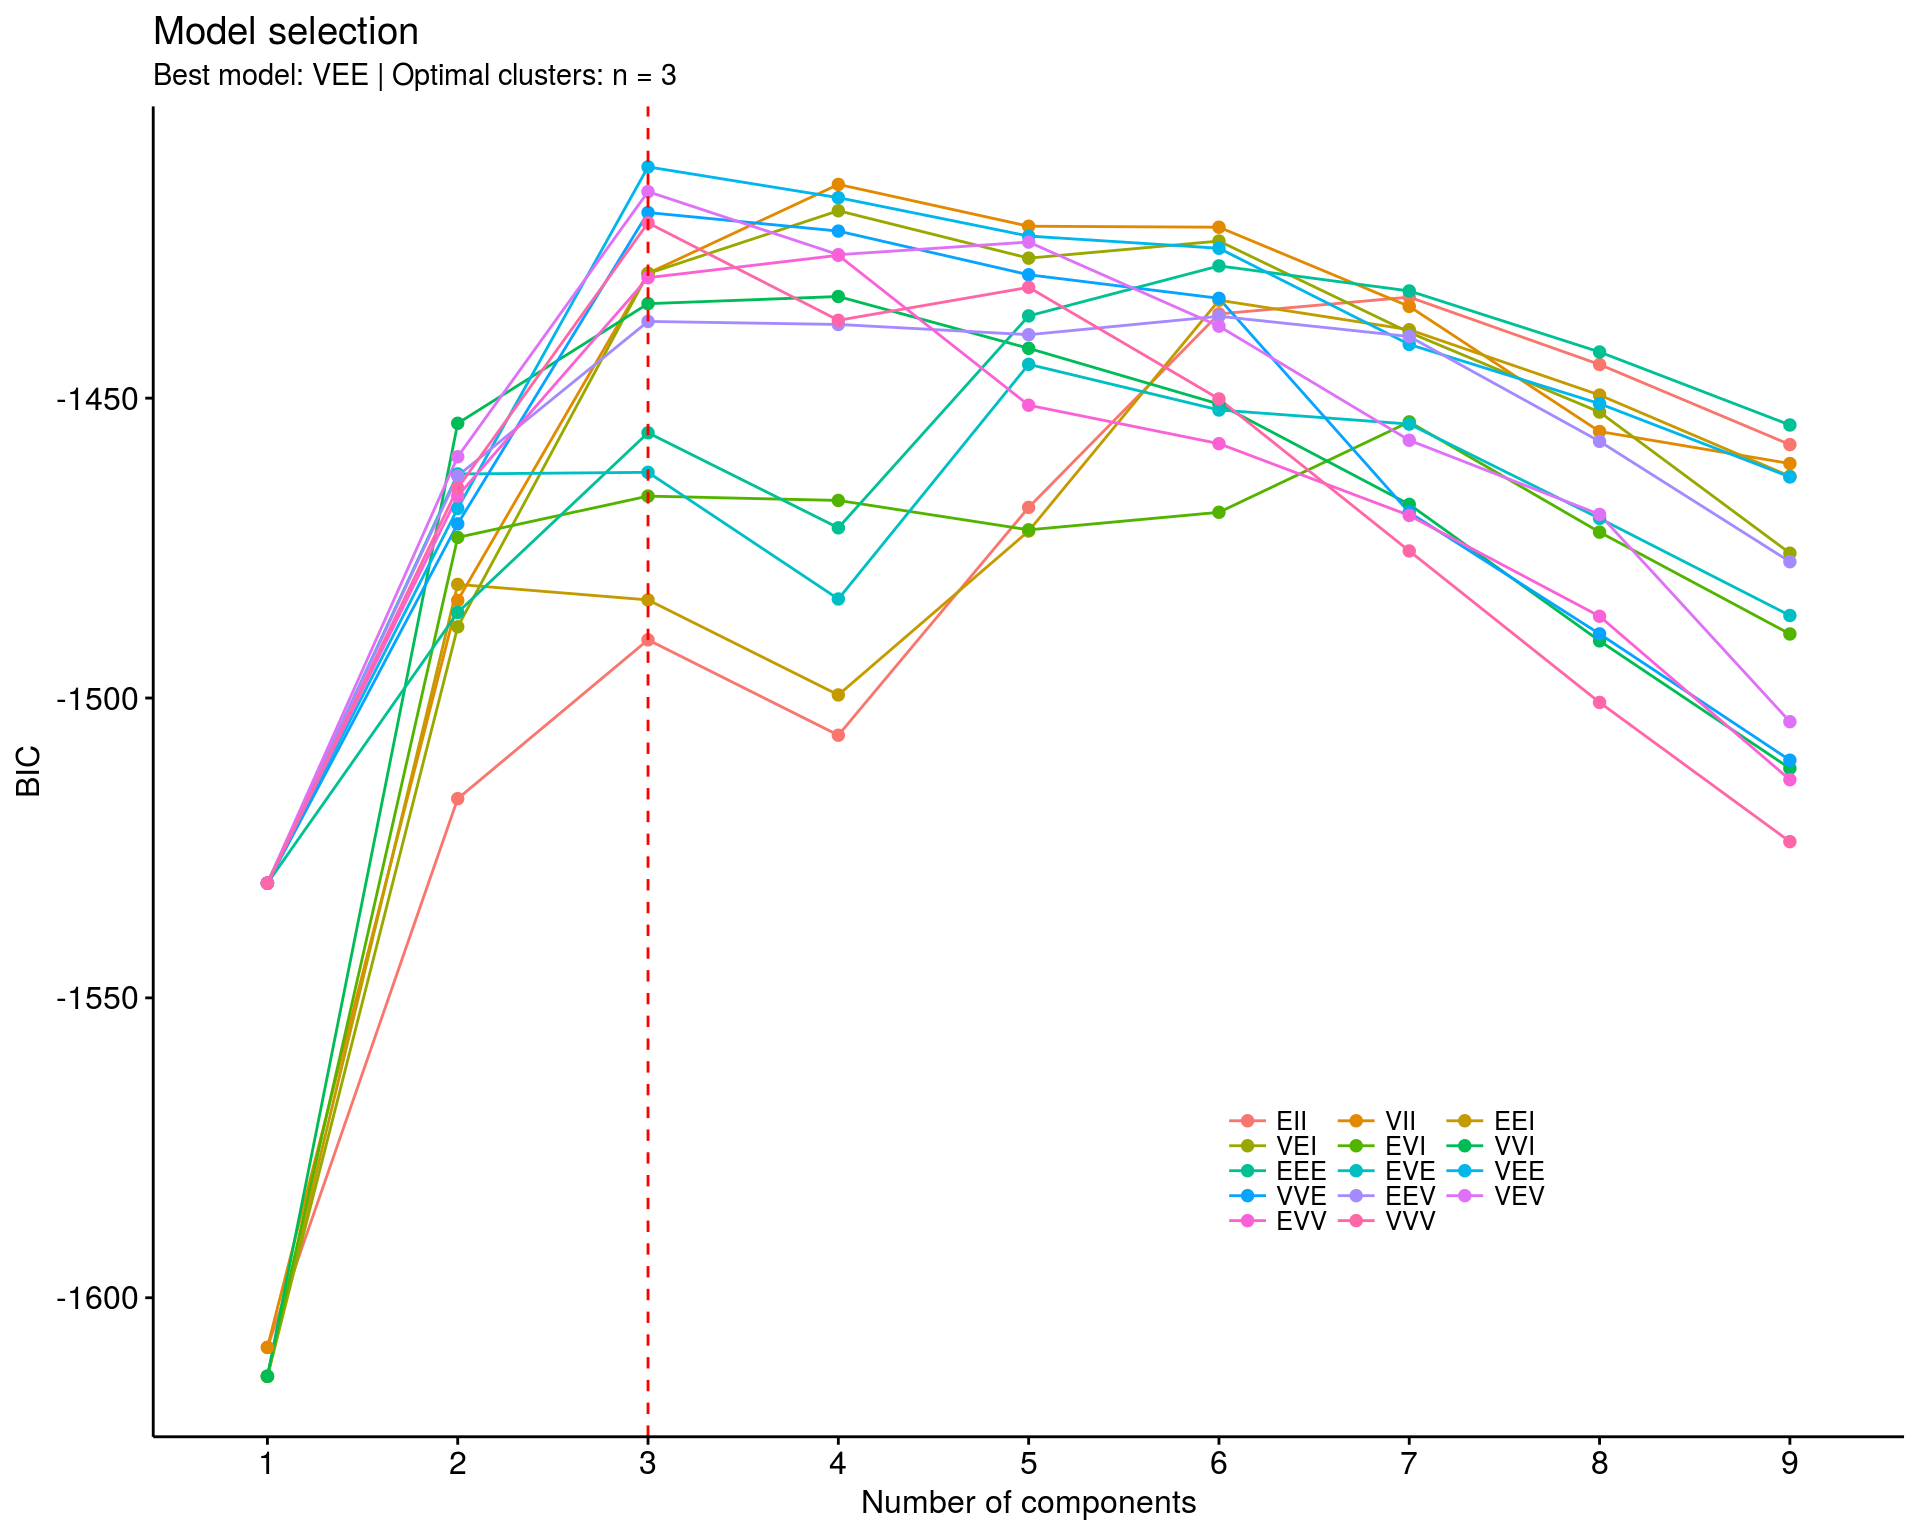 Model selection
Best model: VEE | Optimal clusters: n = 3
-1450
-1500
-1550
-1600
BIC
EII VII EEI
VEI EVI VVI
EEE EVE VEE
VVE EEV VEV
EVV VVV
1 2 3 4 5 6 7 8 9
Number of components